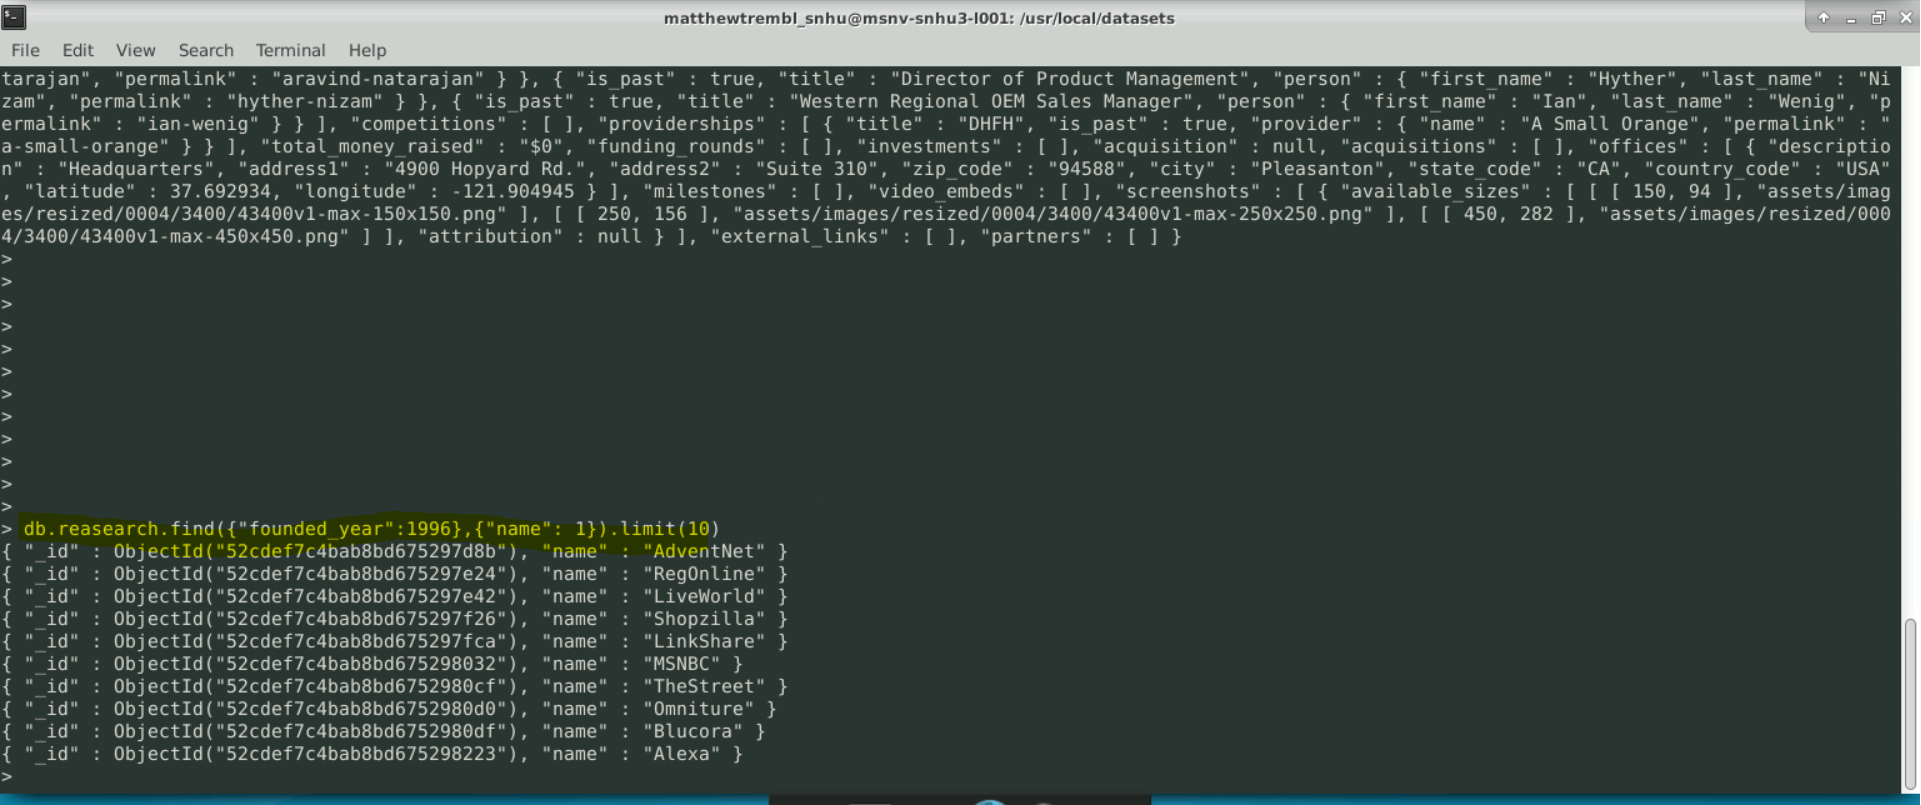 matthewtrembl_snhu@msnv-snhu3-l001: /usr/local/datasets
File Edit View Search Terminal Help
tarajan", "permalink" : "aravind-natarajan" } }, { "is_past" : true, "title" : "Director of Product Management", "person" : { "first_name" : "Hyther", "last_name" : "Ni
zam", "permalink" : "hyther-nizam" } }, { "is_past" : true, "title" : "Western Regional OEM Sales Manager", "person" : { "first_name" : "Ian", "last_name" : "Wenig", "p
ermalink" : "ian-wenig" } } ], "competitions" : [ ], "providerships" : [ { "title" : "DHFH", "is_past" : true, "provider" : { "name" : "A Small Orange", "permalink" : "
a-small-orange" } } ], "total_money_raised" : "$0", "funding_rounds" : [ ], "investments" : [ ], "acquisition" : null, "acquisitions" : [ ], "offices" : [ { "descriptio
n" : "Headquarters", "address1" : "4900 Hopyard Rd.", "address2" : "Suite 310", "zip_code" : "94588", "city" : "Pleasanton", "state_code" : "CA", "country_code" : "USA"
, "latitude" : 37.692934, "longitude" : -121.904945 } ], "milestones" : [ ], "video_embeds" : [ ], "screenshots" : [ { "available_sizes" : [ [ [ 150, 94 ], "assets/imag
es/resized/0004/3400/43400v1-max-150x150.png" ], [ [ 250, 156 ], "assets/images/resized/0004/3400/43400v1-max-250x250.png" ], [ [ 450, 282 ], "assets/images/resized/000
4/3400/43400v1-max-450x450.png" ] ], "attribution" : null } ], "external_links" : [ ], "partners" : [ ] }
>
>
>
>
>
>
>
>
>
>
>
>
> db.reasearch.find({"founded_year":1996},{"name": 1}).limit(10)
{ "_id" : ObjectId("52cdef7c4bab8bd675297d8b"), "name" : "AdventNet" }
{ "_id" : ObjectId("52cdef7c4bab8bd675297e24"), "name" : "RegOnline" }
{ "_id" : ObjectId("52cdef7c4bab8bd675297e42"), "name" : "LiveWorld" }
{ "_id" : ObjectId("52cdef7c4bab8bd675297f26"), "name" : "Shopzilla" }
{ "_id" : ObjectId("52cdef7c4bab8bd675297fca"), "name" : "LinkShare" }
{ "_id" : ObjectId("52cdef7c4bab8bd675298032"), "name" : "MSNBC" }
{ "_id" : ObjectId("52cdef7c4bab8bd6752980cf"), "name" : "TheStreet" }
{ "_id" : ObjectId("52cdef7c4bab8bd6752980d0"), "name" : "Omniture" }
{ "_id" : ObjectId("52cdef7c4bab8bd6752980df"), "name" : "Blucora" }
{ "_id" : ObjectId("52cdef7c4bab8bd675298223"), "name" : "Alexa" }
>